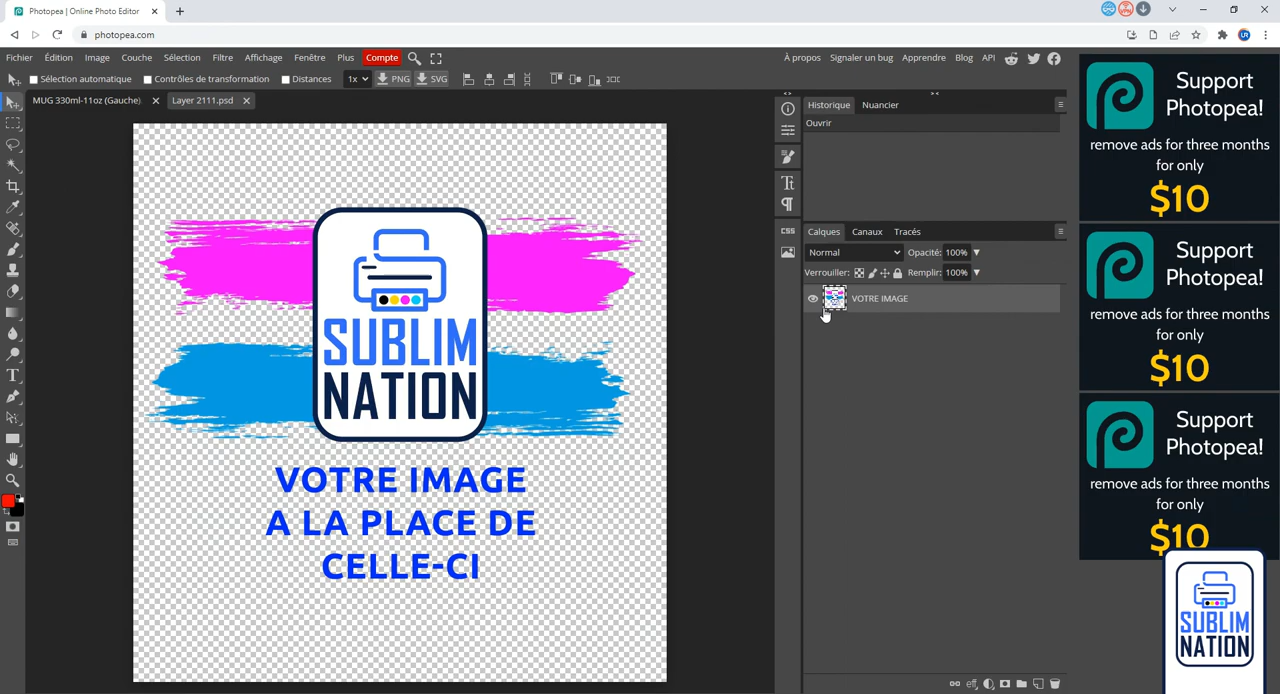 Photopea | Online Photo Editor
photopea.com
Fichier Édition Image Couche Sélection Filtre Affichage Fenêtre Plus Compte
À propos Signaler un bug Apprendre Blog API
Sélection automatique Contrôles de transformation Distances 1x PNG SVG
MUG 330ml-11oz (Gauche) Layer 2111.psd
Historique Nuancier
Ouvrir
CSS
Calques Canaux Tracés
Normal Opacité: 100%
Verrouiller: Remplir: 100%
VOTRE IMAGE
eff
SUBLIM
NATION
VOTRE IMAGE
A LA PLACE DE
CELLE-CI
Support
Photopea!
remove ads for three months
for only
$10
Support
Photopea!
remove ads for three months
for only
$10
Support
Photopea!
remove ads for three months
for only
$10
SUBLIM
NATION